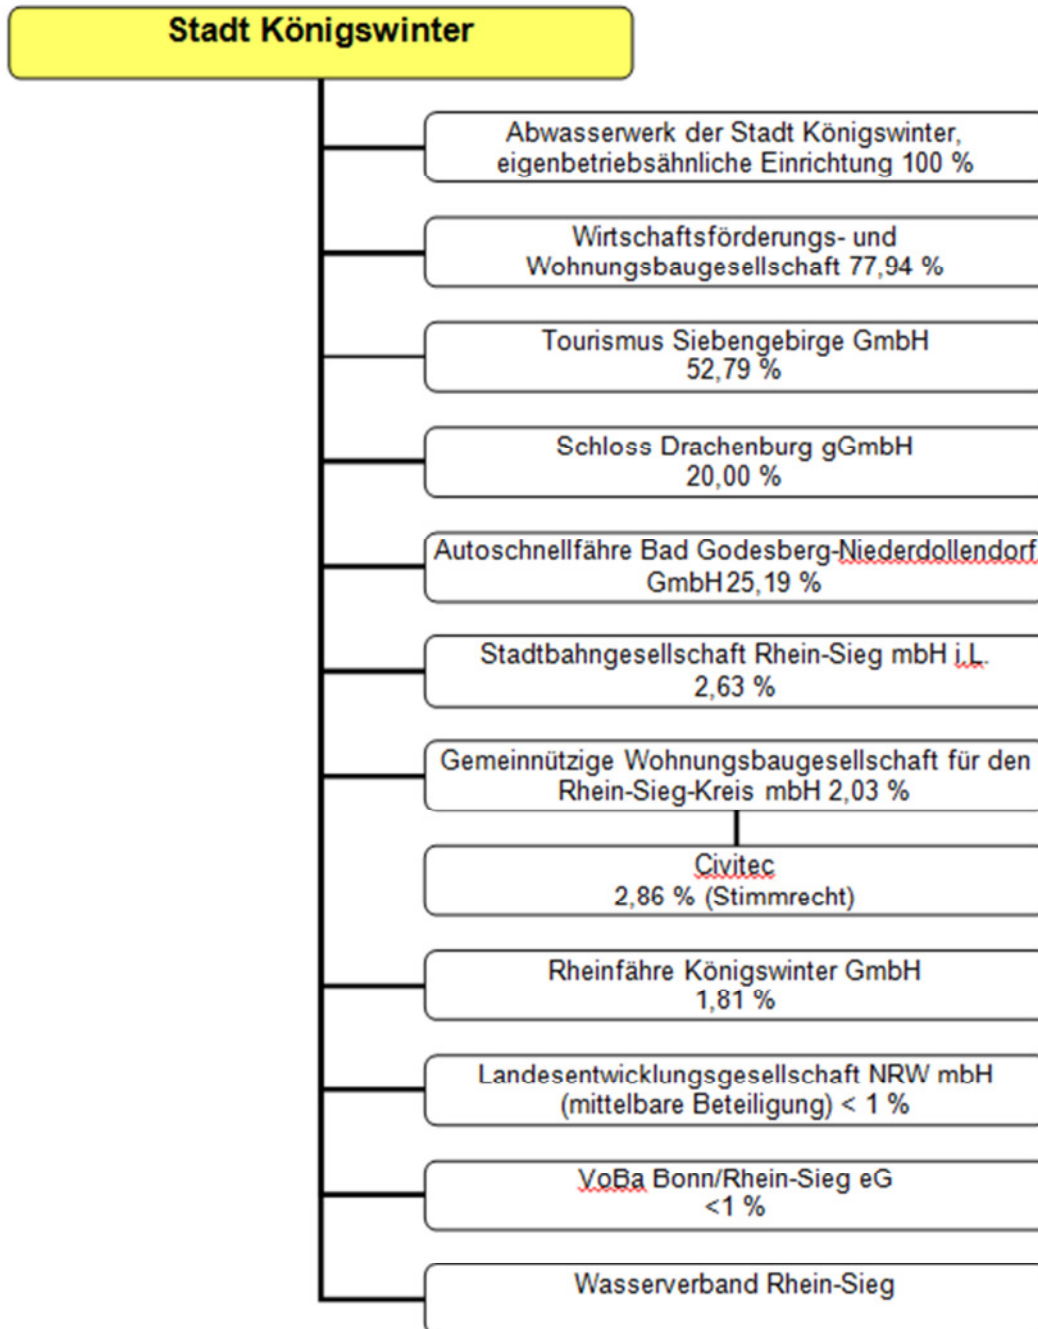 Stadt Königswinter
Abwasserwerk der Stadt Königswinter,
eigenbetriebsähnliche Einrichtung 100 %
Wirtschaftsförderungs- und
Wohnungsbaugesellschaft 77,94 %
Tourismus Siebengebirge GmbH
52,79 %
Schloss Drachenburg gGmbH
20,00 %
Autoschnellfähre Bad Godesberg-Niederdollendorf
GmbH 25,19 %
Stadtbahngesellschaft Rhein-Sieg mbH i.L.
2,63 %
Gemeinnützige Wohnungsbaugesellschaft für den
Rhein-Sieg-Kreis mbH 2,03 %
Civitec
2,86 % (Stimmrecht)
Rheinfähre Königswinter GmbH
1,81 %
Landesentwicklungsgesellschaft NRW mbH
(mittelbare Beteiligung) < 1 %
VoBa Bonn/Rhein-Sieg eG
<1 %
Wasserverband Rhein-Sieg